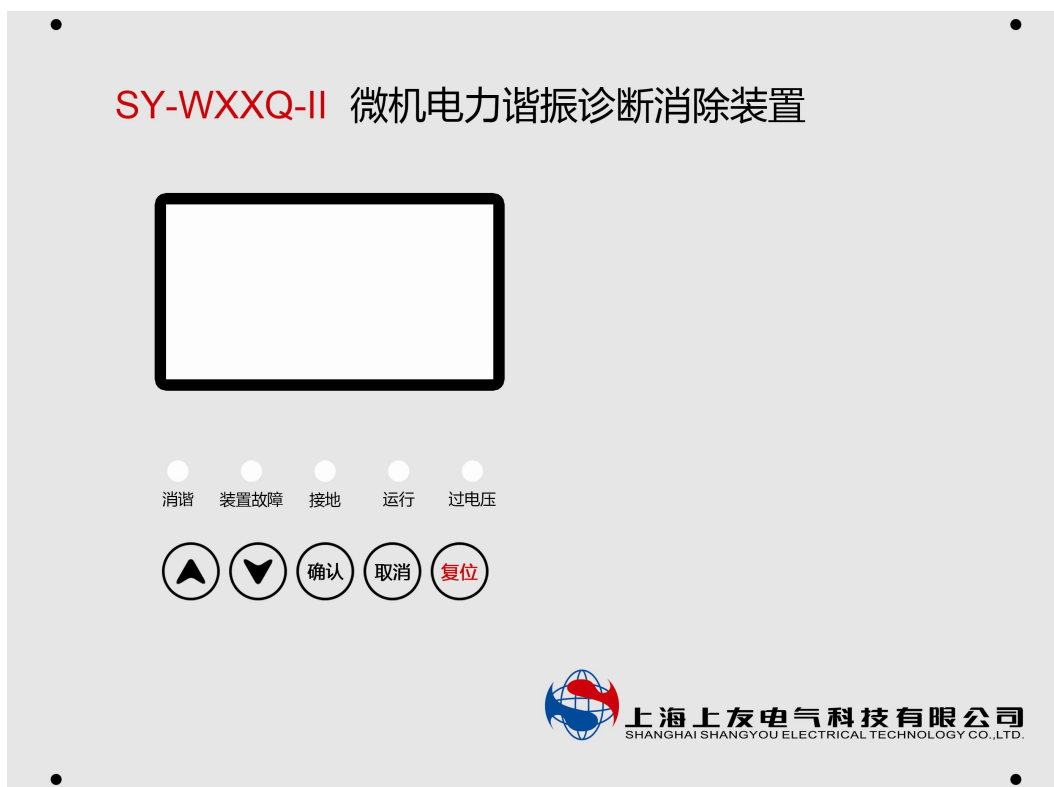 SY-WXXQ-II 微机电力谐振诊断消除装置
消谐 装置故障 接地 运行 过电压
确认 取消 复位
上海上友电气科技有限公司
SHANGHAI SHANGYOU ELECTRICAL TECHNOLOGY CO.,LTD.